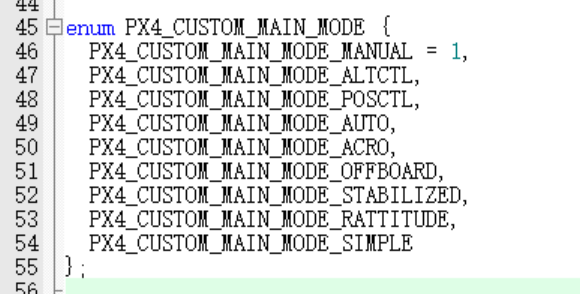 44
45 enum PX4_CUSTOM_MAIN_MODE {
46 PX4_CUSTOM_MAIN_MODE_MANUAL = 1,
47 PX4_CUSTOM_MAIN_MODE_ALTCTL,
48 PX4_CUSTOM_MAIN_MODE_POSCTL,
49 PX4_CUSTOM_MAIN_MODE_AUTO,
50 PX4_CUSTOM_MAIN_MODE_ACRO,
51 PX4_CUSTOM_MAIN_MODE_OFFBOARD,
52 PX4_CUSTOM_MAIN_MODE_STABILIZED,
53 PX4_CUSTOM_MAIN_MODE_RATTITUDE,
54 PX4_CUSTOM_MAIN_MODE_SIMPLE
55 };
56